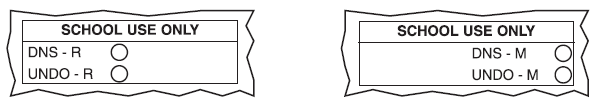 SCHOOL USE ONLY
DNS - R
UNDO - R
SCHOOL USE ONLY
DNS - M
UNDO - M